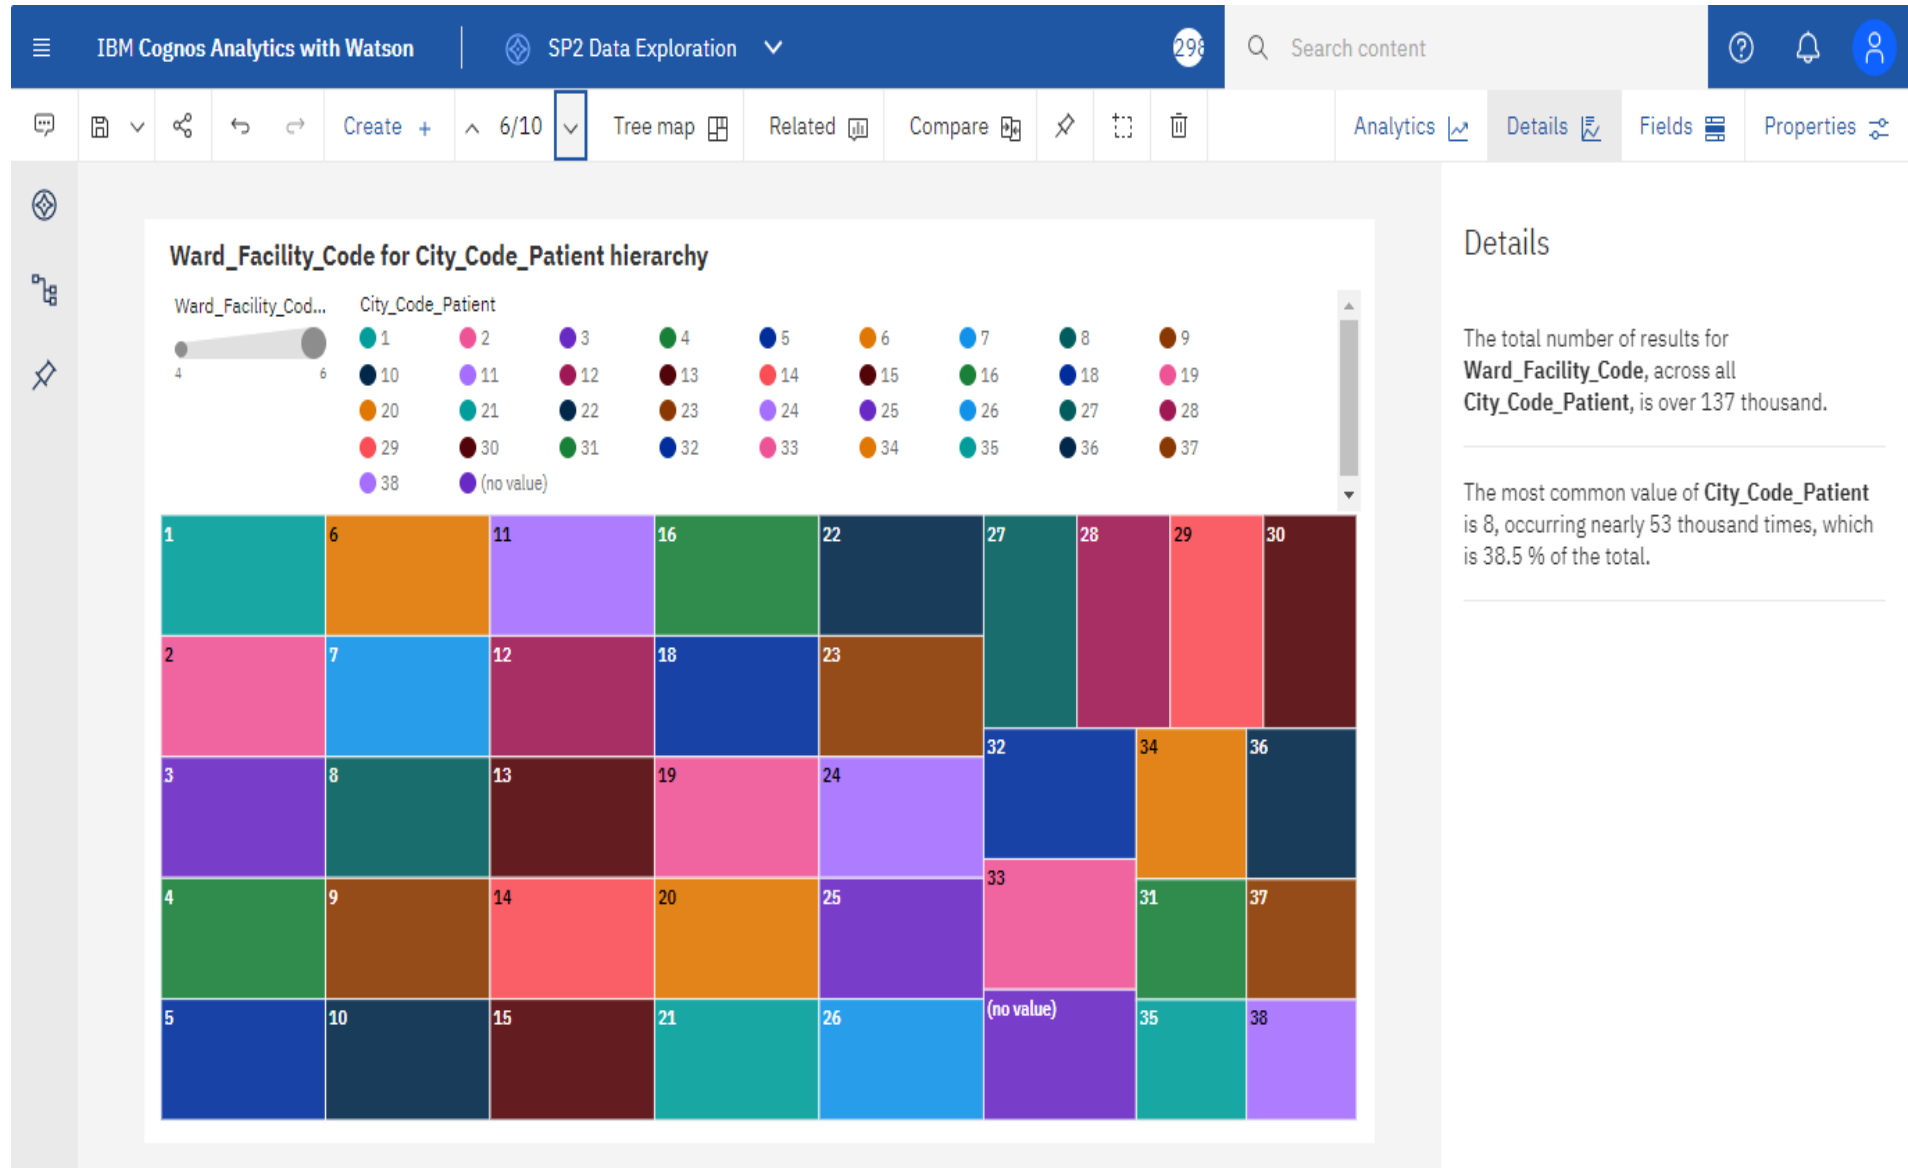 IBM Cognos Analytics with Watson
SP2 Data Exploration
298
Search content
Create +
6/10
Tree map
Related
Compare
Analytics
Details
Fields
Properties
Ward_Facility_Code for City_Code_Patient hierarchy
Ward_Facility_Cod...
4 6
City_Code_Patient
1 2 3 4 5 6 7 8 9
10 11 12 13 14 15 16 18 19
20 21 22 23 24 25 26 27 28
29 30 31 32 33 34 35 36 37
38 (no value)
1 6 11 16 22 27 28 29 30
2 7 12 18 23
32 34 36
3 8 13 19 24
33
4 9 14 20 25 31 37
(no value)
5 10 15 21 26 35 38
Details
The total number of results for
Ward_Facility_Code, across all
City_Code_Patient, is over 137 thousand.
The most common value of City_Code_Patient
is 8, occurring nearly 53 thousand times, which
is 38.5 % of the total.